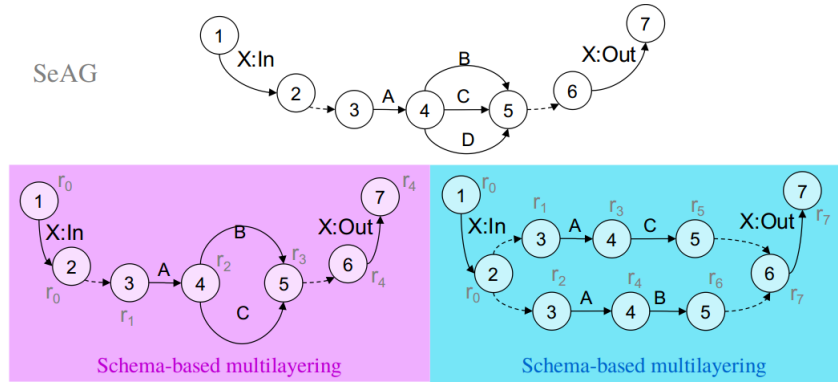 1
7
X:In
X:Out
SeAG
B
2
A
C
6
3
4
5
D
r0
1
7
r4
X:In
B
X:Out
2
A
r2
r3
6
r0
3
4
5
r4
r1
C
Schema-based multilayering
1
r0
7
r1
r3
r5
X:In
X:Out
r7
3
A
4
C
5
2
6
r0
r2
r4
r6
r7
3
A
4
B
5
Schema-based multilayering